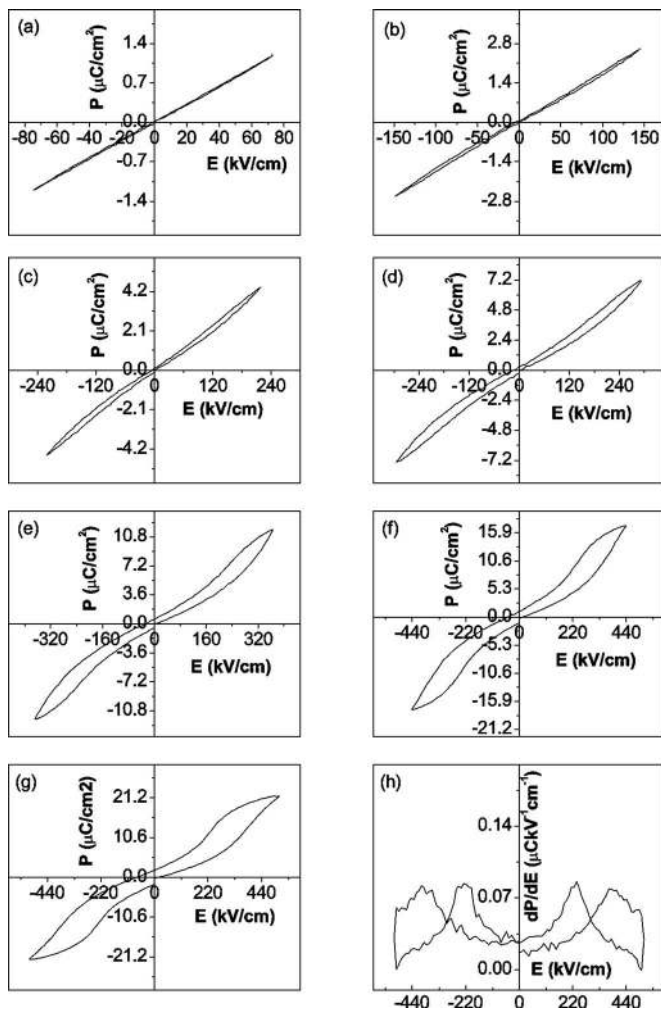 (a)
P (μC/cm²)
1.4
0.7
0.0
-80 -60 -40 -20 0 20 40 60 80
-0.7
E (kV/cm)
-1.4
(b)
P (μC/cm²)
2.8
1.4
0.0
-150 -100 -50 0 50 100 150
-1.4
E (kV/cm)
-2.8
(c)
P (μC/cm²)
4.2
2.1
0.0
-240 -120 0 120 240
-2.1
E (kV/cm)
-4.2
(d)
P (μC/cm²)
7.2
4.8
2.4
0.0
-240 -120 0 120 240
-2.4
E (kV/cm)
-4.8
-7.2
(e)
P (μC/cm²)
10.8
7.2
3.6
0.0
-320 -160 0 160 320
-3.6
E (kV/cm)
-7.2
-10.8
(f)
P (μC/cm²)
15.9
10.6
5.3
0.0
-440 -220 0 220 440
-5.3
E (kV/cm)
-10.6
-15.9
-21.2
(g)
P (μC/cm2)
21.2
10.6
0.0
-440 -220 0 220 440
-10.6
E (kV/cm)
-21.2
(h)
dP/dE (μCkV⁻¹cm⁻¹)
0.14
0.07
0.00
E (kV/cm)
-440 -220 0 220 440